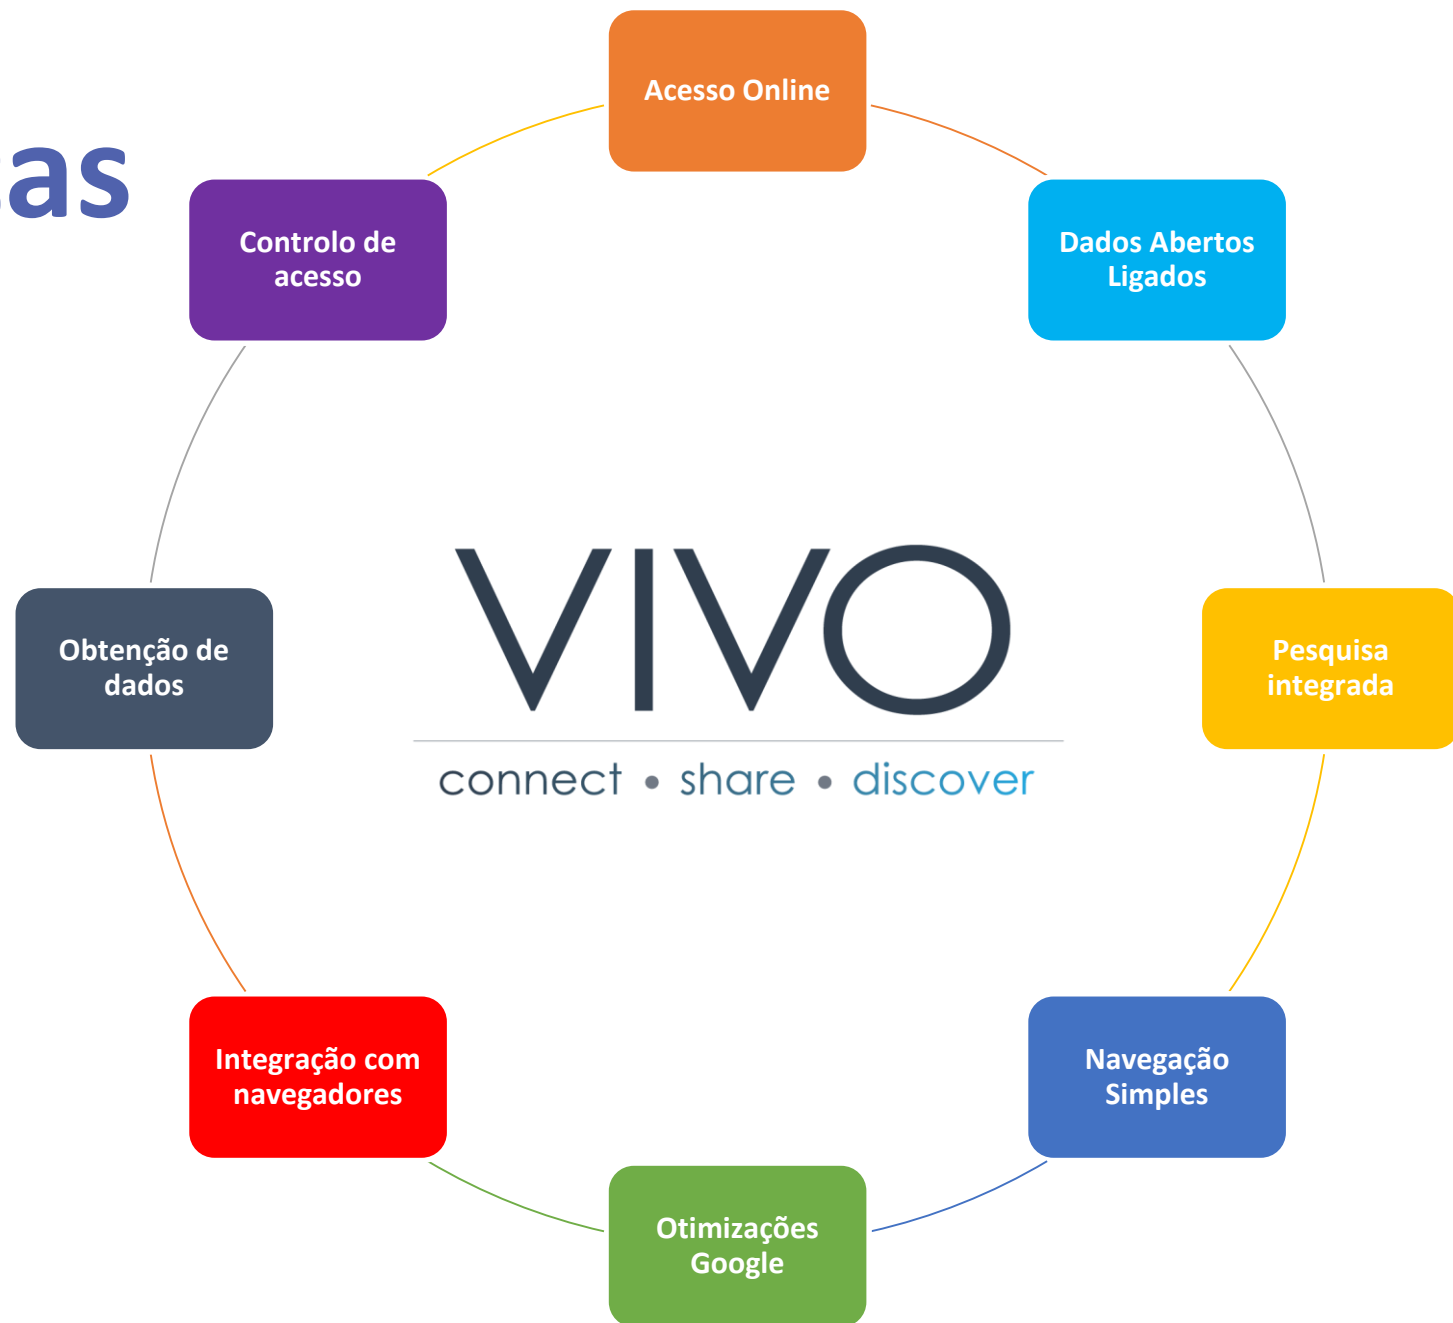 Acesso Online
Controlo de
acesso
Dados Abertos
Ligados
Obtenção de
dados
VIVO
connect • share • discover
Pesquisa
integrada
Integração com
navegadores
Navegação
Simples
Otimizações
Google